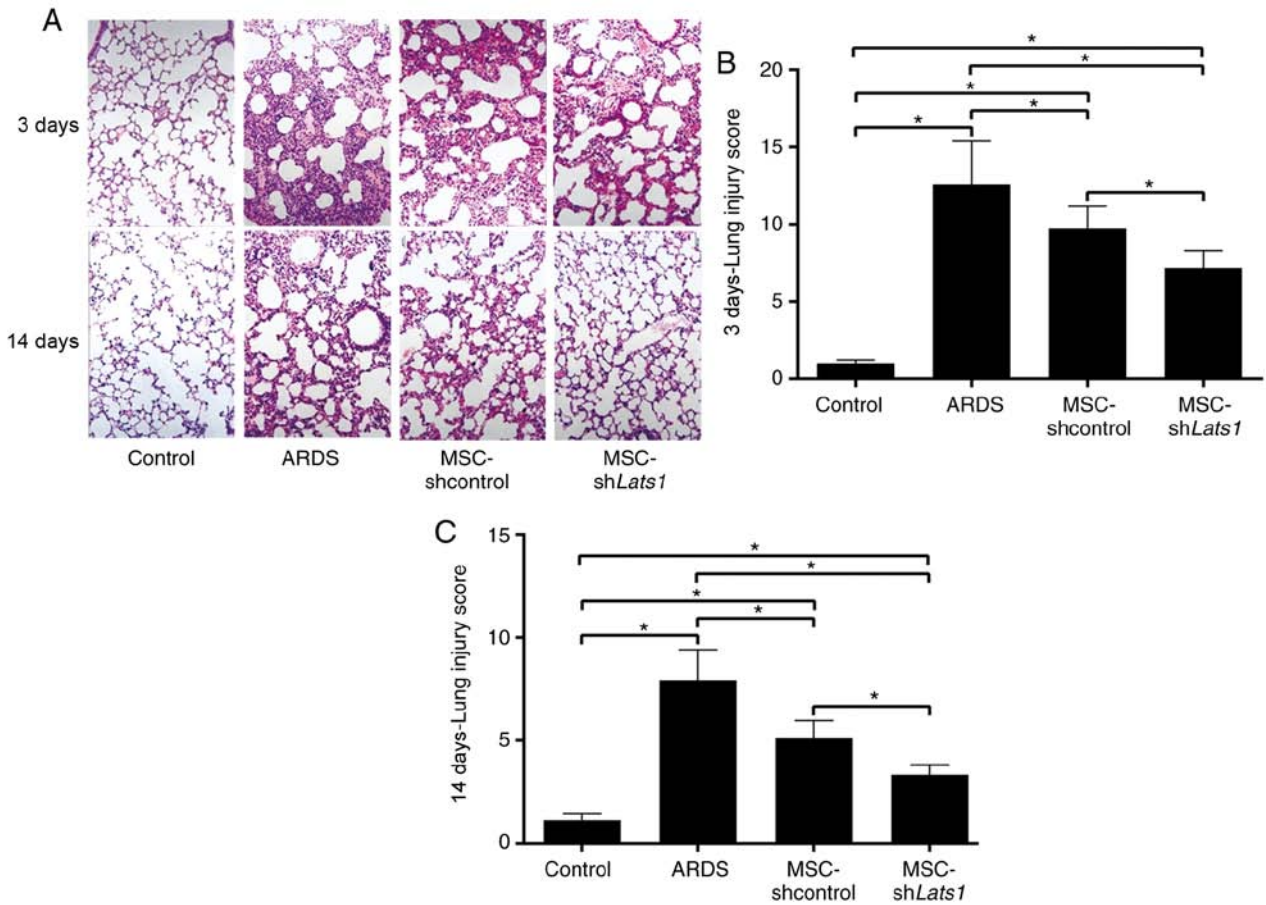 A
3 days
14 days
Control
ARDS
MSC-
shcontrol
MSC-
shLats1
B
3 days-Lung injury score
20
15
10
5
0
*
*
*
*
*
*
Control
ARDS
MSC-
shcontrol
MSC-
shLats1
C
14 days-Lung injury score
15
10
5
0
*
*
*
*
*
*
Control
ARDS
MSC-
shcontrol
MSC-
shLats1